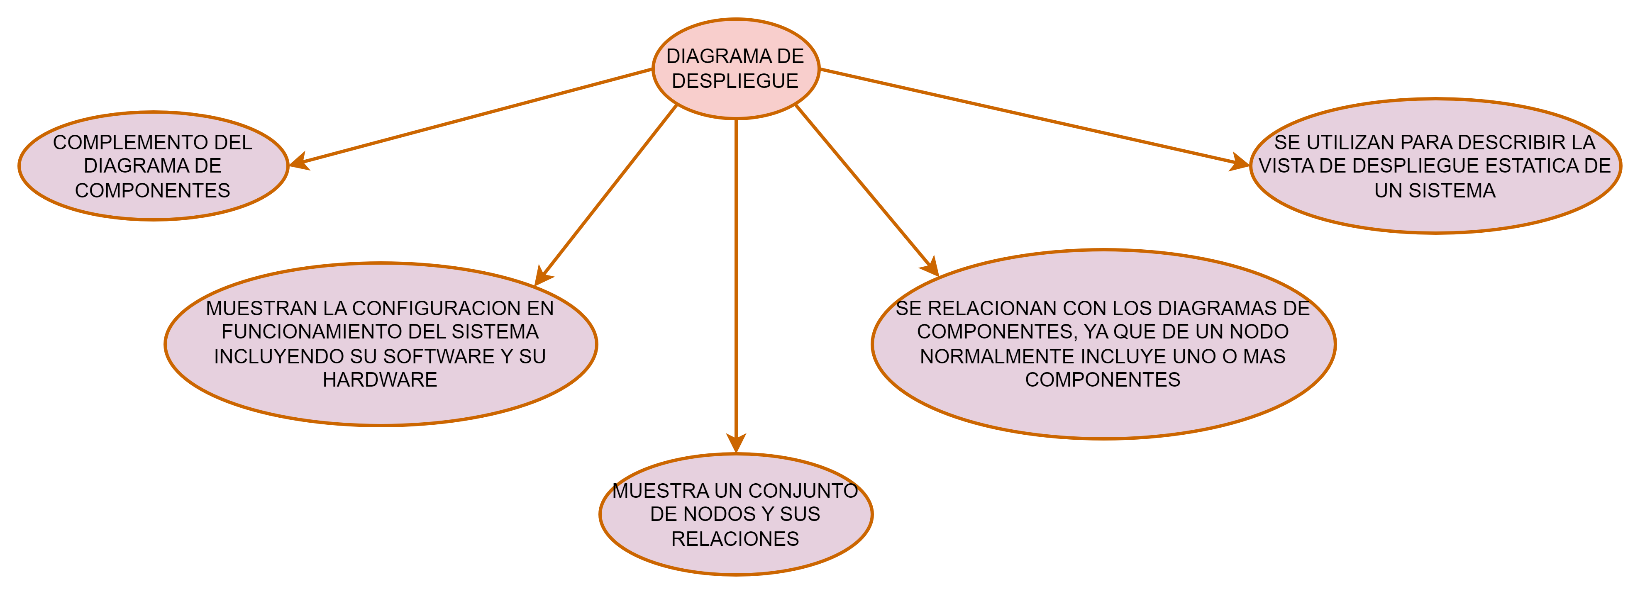 DIAGRAMA DE
DESPLIEGUE
COMPLEMENTO DEL
DIAGRAMA DE
COMPONENTES
SE UTILIZAN PARA DESCRIBIR LA
VISTA DE DESPLIEGUE ESTATICA DE
UN SISTEMA
MUESTRAN LA CONFIGURACION EN
FUNCIONAMIENTO DEL SISTEMA
INCLUYENDO SU SOFTWARE Y SU
HARDWARE
SE RELACIONAN CON LOS DIAGRAMAS DE
COMPONENTES, YA QUE DE UN NODO
NORMALMENTE INCLUYE UNO O MAS
COMPONENTES
MUESTRA UN CONJUNTO
DE NODOS Y SUS
RELACIONES